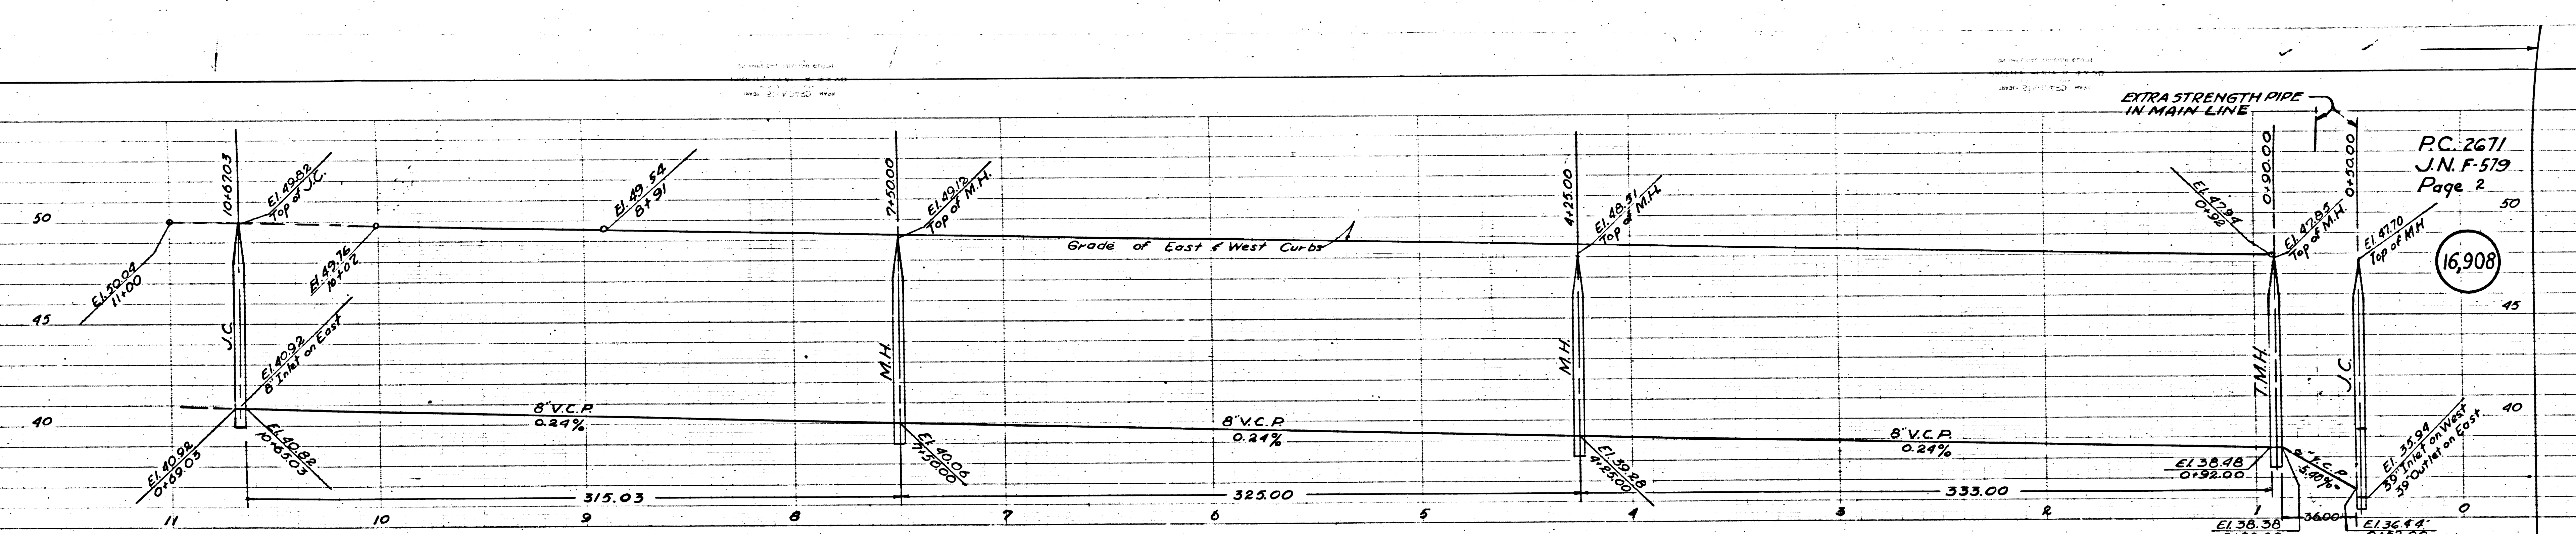 EXTRA STRENGTH PIPE
IN MAIN LINE
P.C. 2671
J.N. F-579
Page 2
16,908
10+67.03
El. 49.82
Top of J.C.
El. 49.54
8+91
7+50.00
El. 49.12
Top of M.H.
4+25.00
El. 48.31
Top of M.H.
0+90.00
0+50.00
El. 47.94
0+92
El. 47.85
Top of M.H.
El. 47.70
Top of M.H
50
50
El. 50.04
11+00
El. 49.76
10+02
Grade of East & West Curbs
45
45
J.C.
M.H.
M.H.
T.M.H.
J.C.
El. 40.92
8" Inlet on East
40
40
8" V.C.P.
0.24%
8" V.C.P.
0.24%
8" V.C.P.
0.24%
8" V.C.P.
5.40%
El. 40.92
0+69.03
El. 40.82
10+65.03
El. 40.06
7+50.00
El. 39.28
4+25.00
El. 38.48
0+92.00
El. 35.94
39" Inlet on West
39" Outlet on East
315.03
325.00
333.00
36.00
11
10
9
8
7
6
5
4
3
2
1
0
El. 38.38
El. 36.44